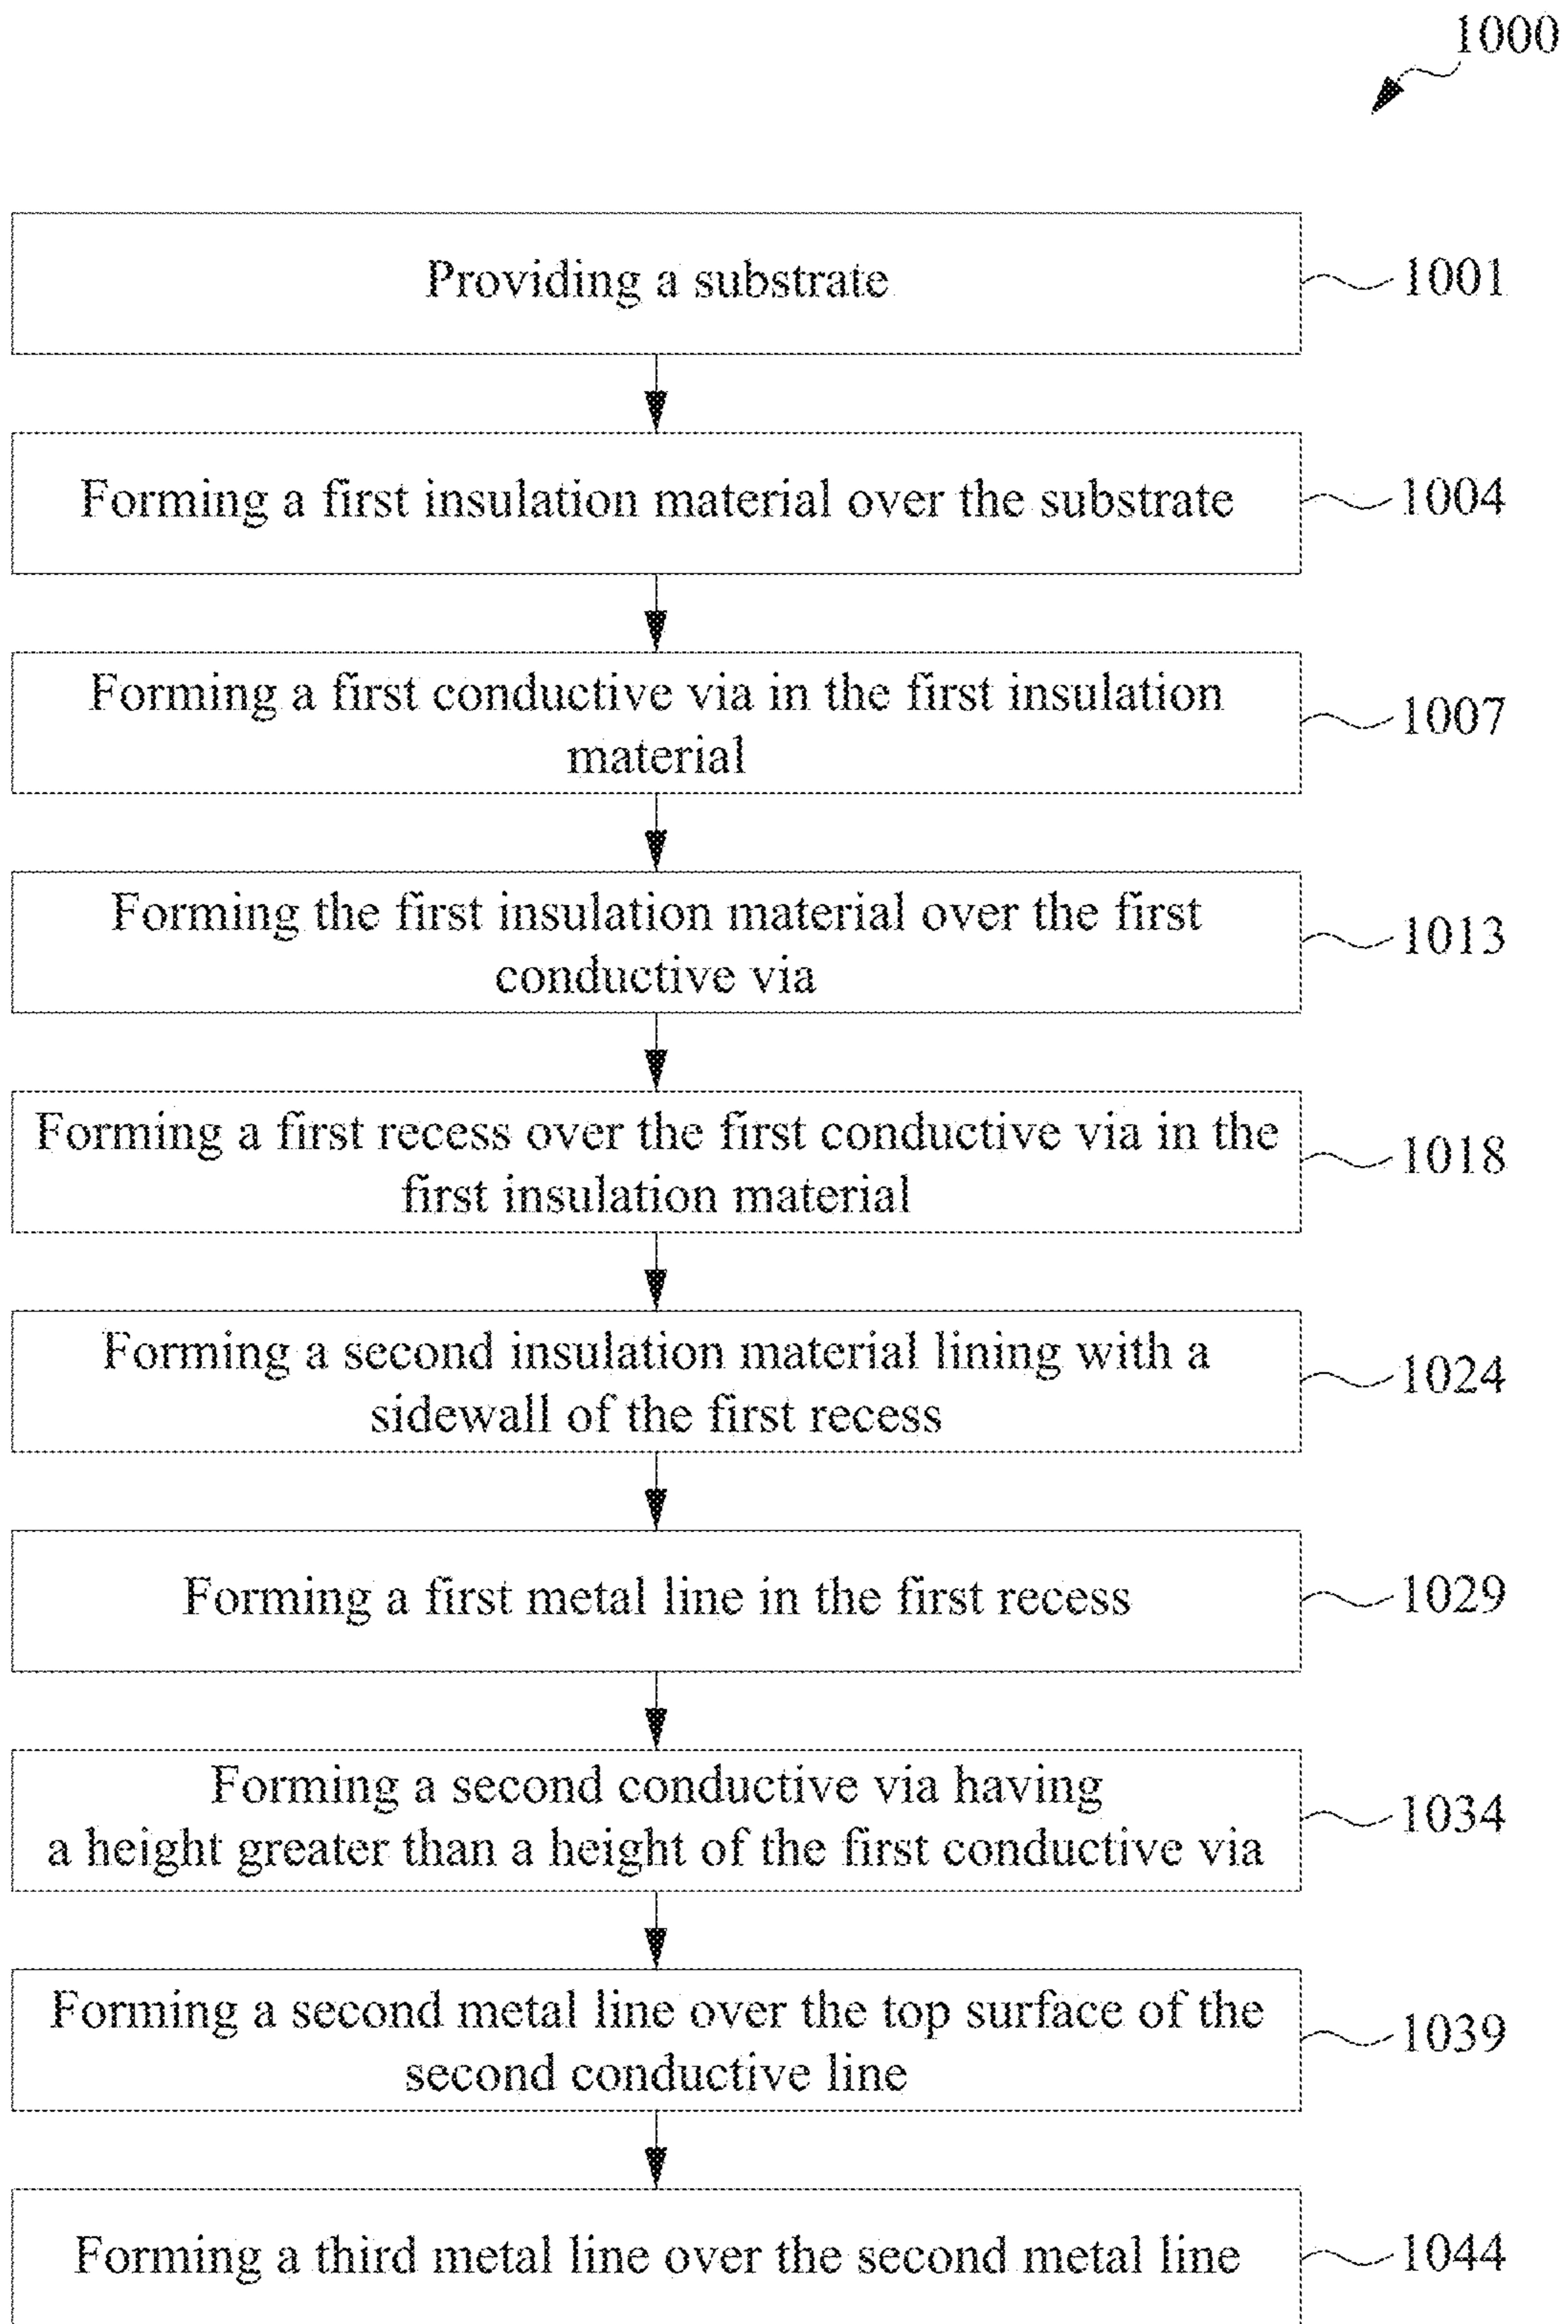 1000
Providing a substrate
1001
Forming a first insulation material over the substrate
1004
Forming a first conductive via in the first insulation
material
1007
Forming the first insulation material over the first
conductive via
1013
Forming a first recess over the first conductive via in the
first insulation material
1018
Forming a second insulation material lining with a
sidewall of the first recess
1024
Forming a first metal line in the first recess
1029
Forming a second conductive via having
a height greater than a height of the first conductive via
1034
Forming a second metal line over the top surface of the
second conductive line
1039
Forming a third metal line over the second metal line
1044